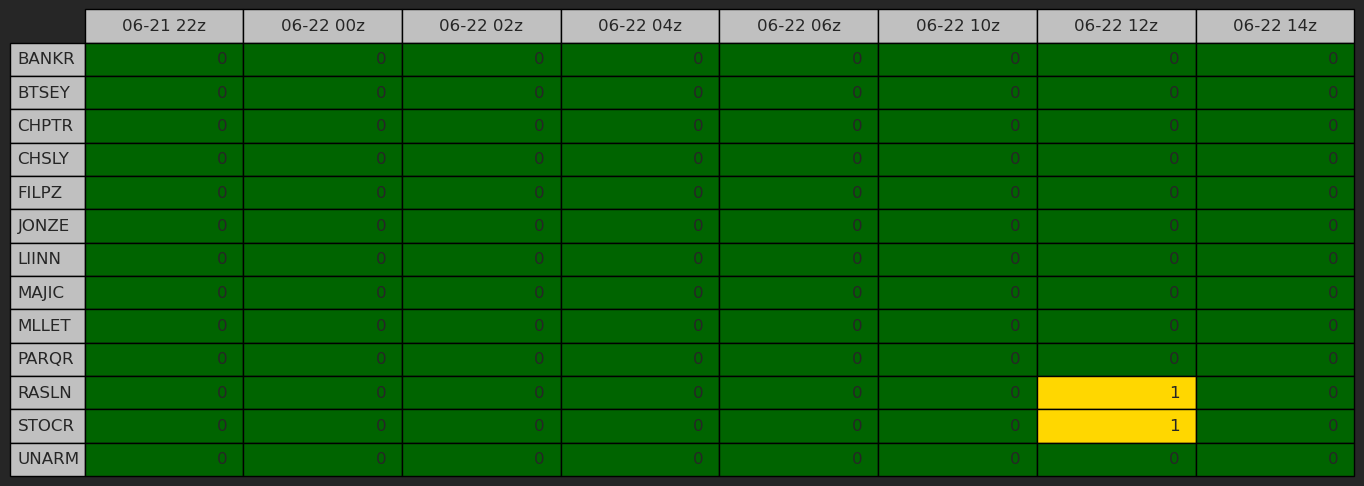 06-21 22z 06-22 00z 06-22 02z 06-22 04z 06-22 06z 06-22 10z 06-22 12z 06-22 14z
BANKR 0 0 0 0 0 0 0 0
BTSEY 0 0 0 0 0 0 0 0
CHPTR 0 0 0 0 0 0 0 0
CHSLY 0 0 0 0 0 0 0 0
FILPZ 0 0 0 0 0 0 0 0
JONZE 0 0 0 0 0 0 0 0
LIINN 0 0 0 0 0 0 0 0
MAJIC 0 0 0 0 0 0 0 0
MLLET 0 0 0 0 0 0 0 0
PARQR 0 0 0 0 0 0 0 0
RASLN 0 0 0 0 0 0 1 0
STOCR 0 0 0 0 0 0 1 0
UNARM 0 0 0 0 0 0 0 0